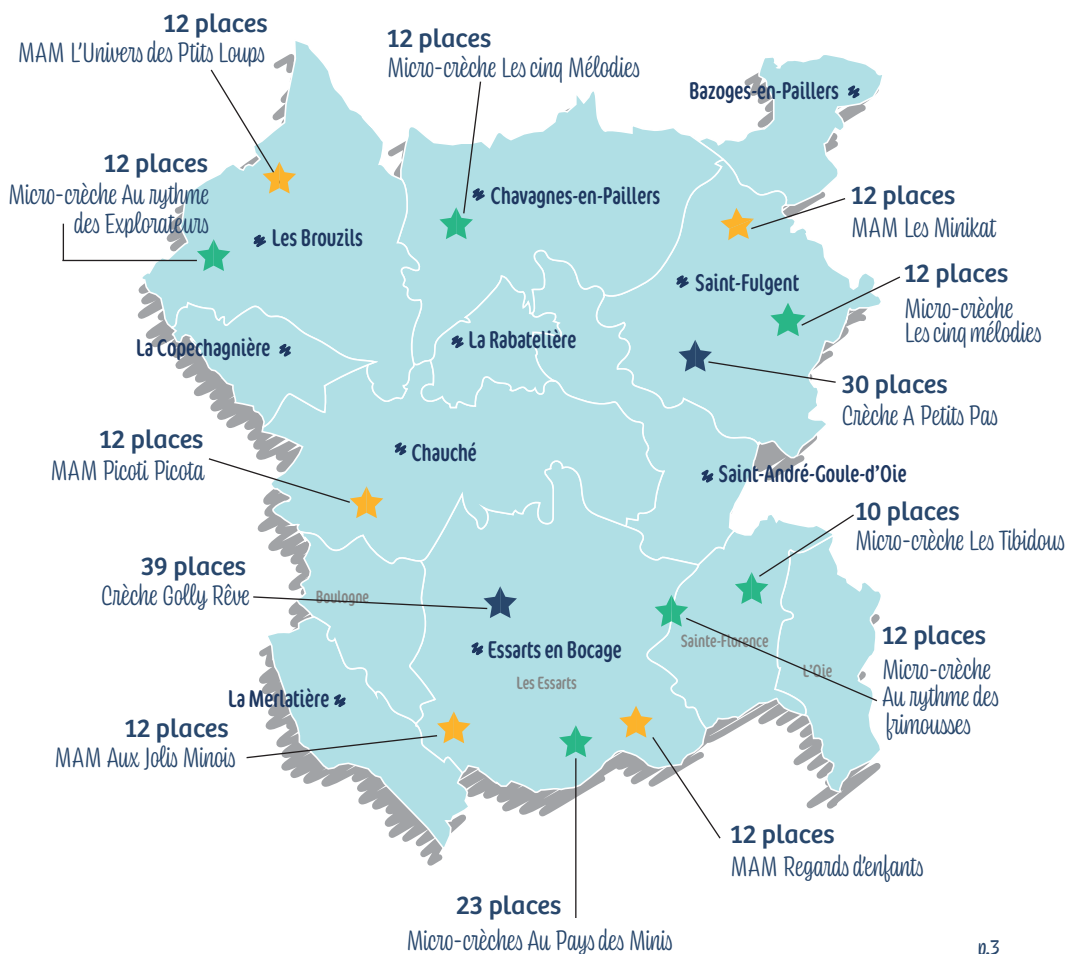 12 places
MAM L'Univers des Ptits Loups
12 places
Micro-crèche Les cinq Mélodies
Bazoges-en-Paillers
12 places
Micro-crèche Au rythme
des Explorateurs
Chavagnes-en-Paillers
12 places
MAM Les Minikat
Les Brouzils
Saint-Fulgent
12 places
Micro-crèche
Les cinq mélodies
La Copechagnière
La Rabatelière
30 places
Crèche A Petits Pas
12 places
MAM Picoti Picota
Chauché
Saint-André-Goule-d'Oie
10 places
Micro-crèche Les Tibidous
39 places
Crèche Golly Rêve
Boulogne
Essarts en Bocage
Les Essarts
Sainte-Florence
L'Oie
12 places
Micro-crèche
Au rythme des
frimousses
La Merlatière
12 places
MAM Aux Jolis Minois
12 places
MAM Regards d'enfants
23 places
Micro-crèches Au Pays des Minis
p.3